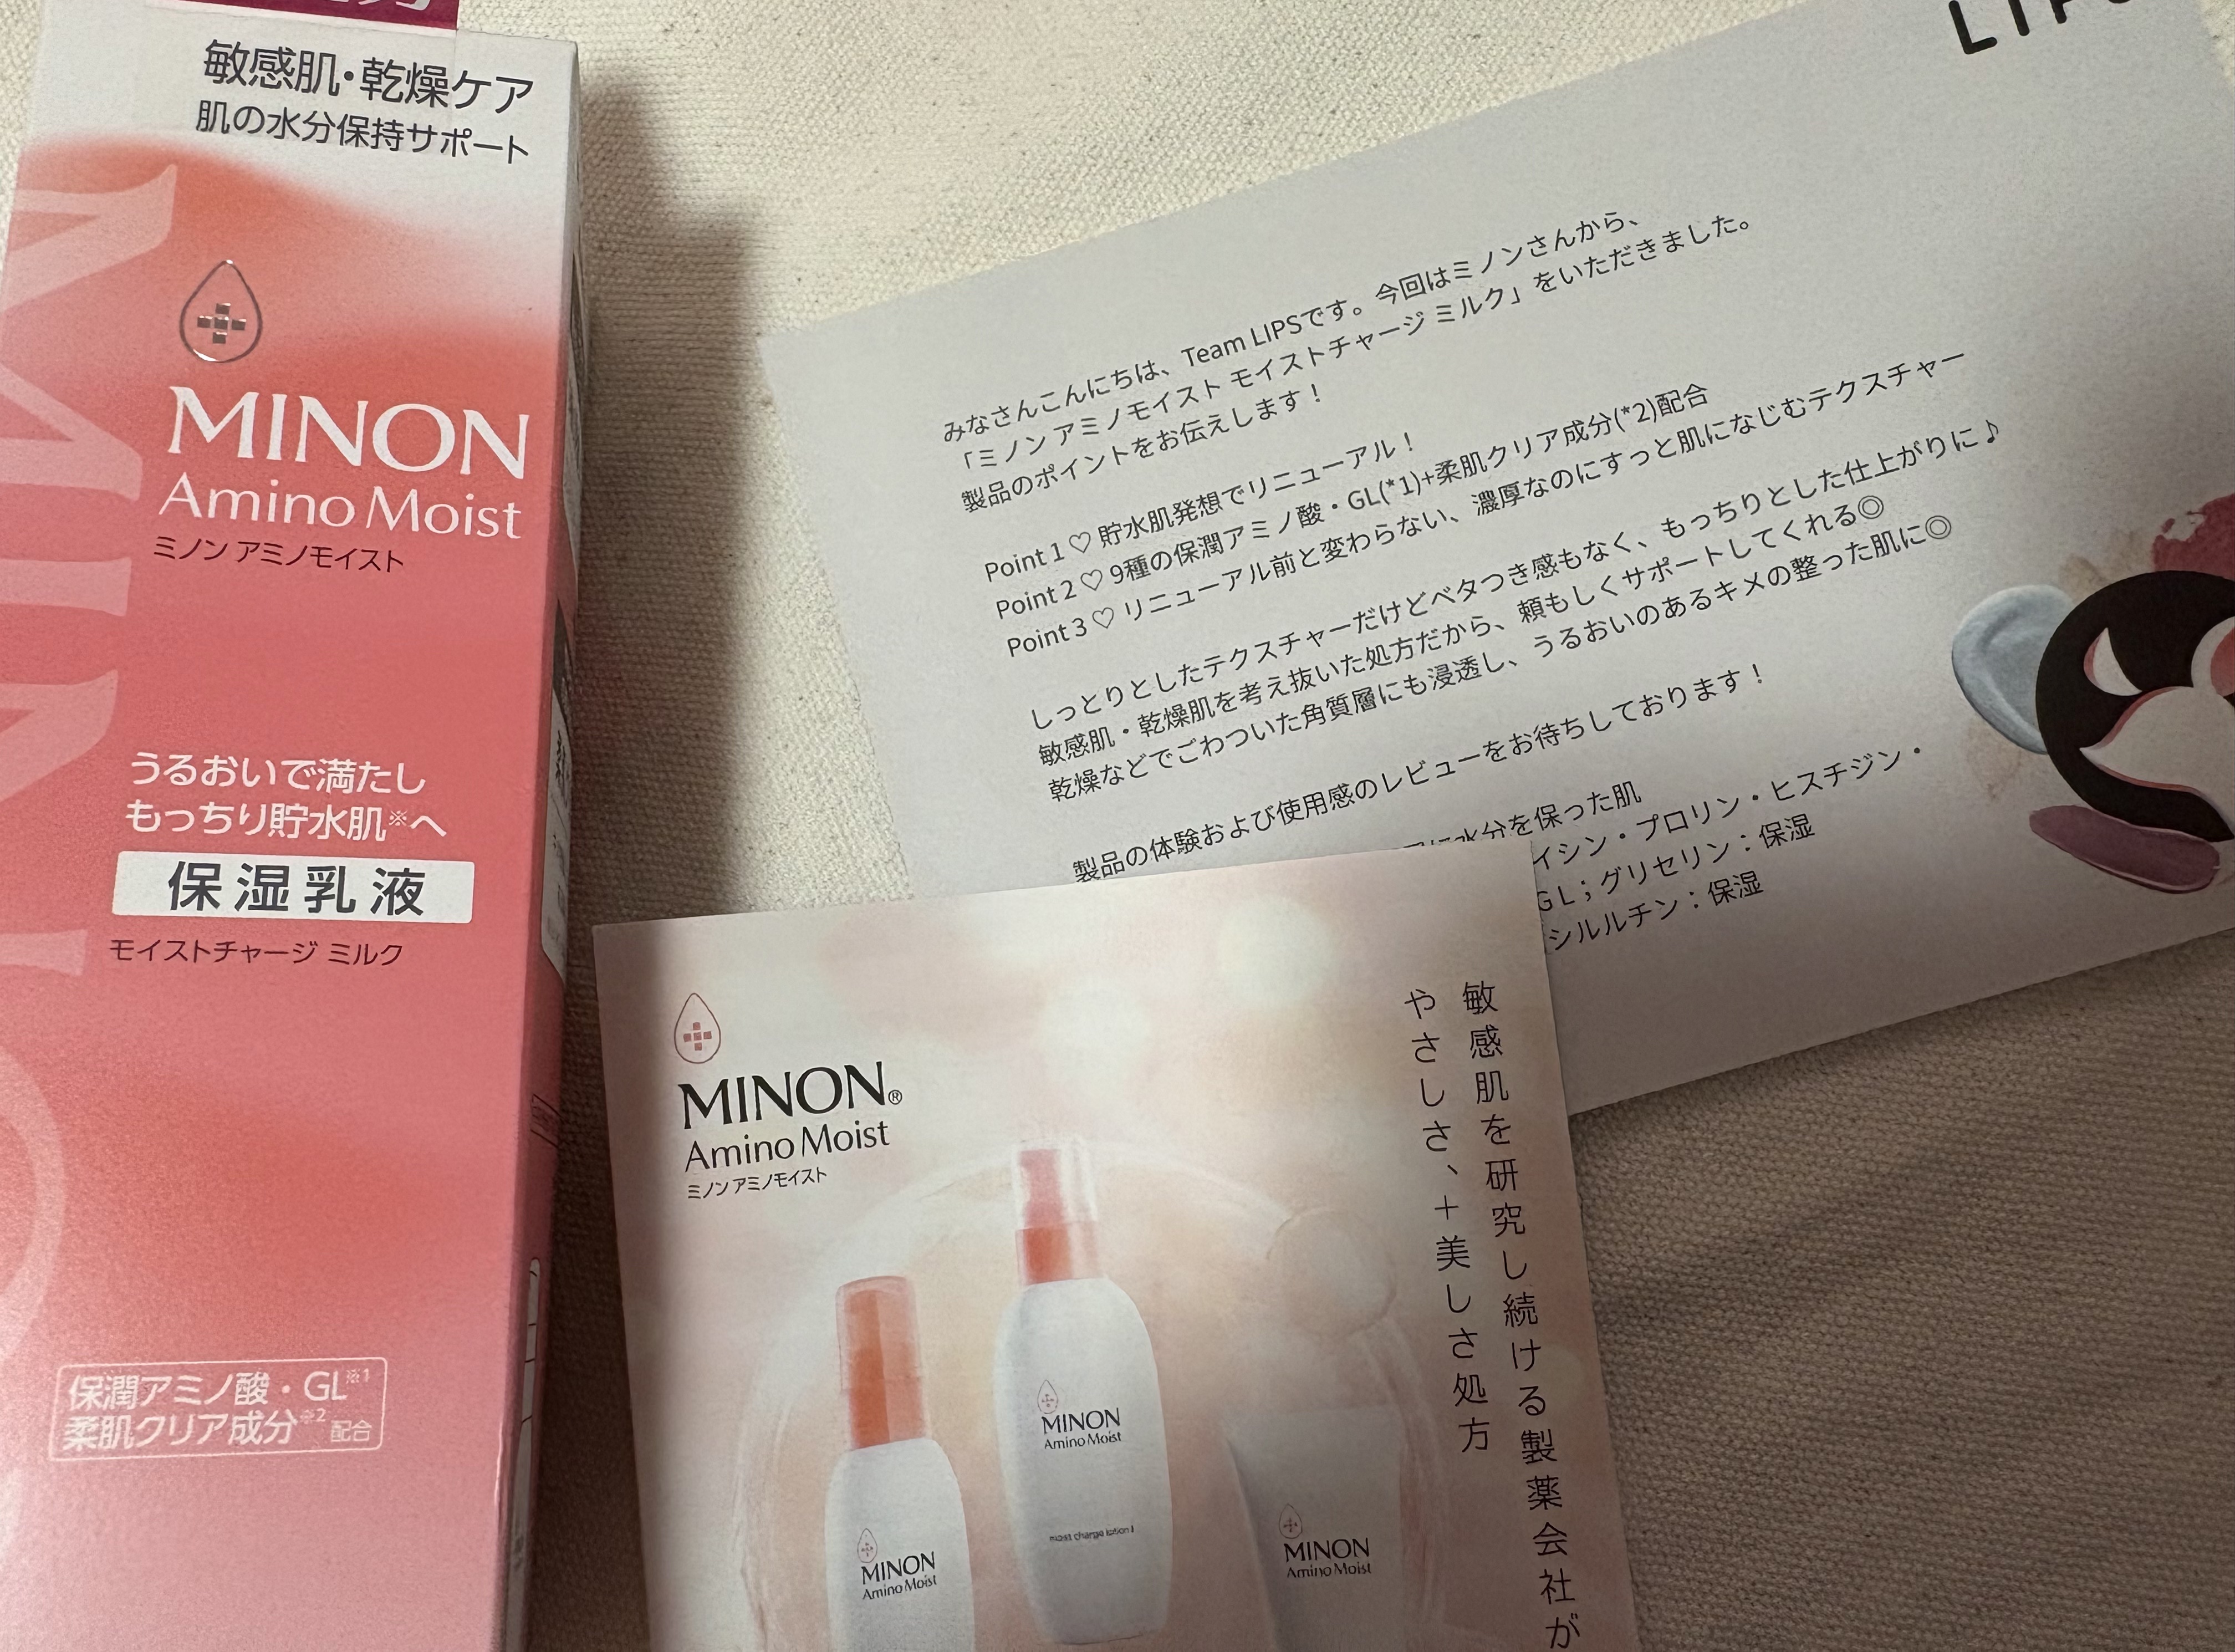 敏感肌・乾燥ケア
肌の水分保持サポート
MINON
Amino Moist
ミノン アミノモイスト
うるおいで満たし
もっちり貯水肌※へ
保湿乳液
モイストチャージ ミルク
保潤アミノ酸・GL※1
柔肌クリア成分※2 配合
みなさんこんにちは、Team LIPSです。今回はミノンさんから、
「ミノン アミノモイスト モイストチャージ ミルク」をいただきました。
製品のポイントをお伝えします！
Point 1 ♡ 貯水肌発想でリニューアル！
Point 2 ♡ 9種の保潤アミノ酸・GL(*1)+柔肌クリア成分(*2)配合
Point 3 ♡ リニューアル前と変わらない、濃厚なのにすっと肌になじむテクスチャー
しっとりとしたテクスチャーだけどベタつき感もなく、もっちりとした仕上がりに♪
敏感肌・乾燥肌を考え抜いた処方だから、頼もしくサポートしてくれる◎
乾燥などでごわついた角質層にも浸透し、うるおいのあるキメの整った肌に◎
製品の体験および使用感のレビューをお待ちしております！
水分を保った肌
イシン・プロリン・ヒスチジン・
GL；グリセリン：保湿
シルルチン：保湿
MINON®
Amino Moist
ミノン アミノモイスト
敏感肌を研究し続ける製薬会社が
やさしさ、＋美しさ処方
MINON
Amino Moist
moist charge lotion I
MINON
Amino Moist
MINON
Amino Moist